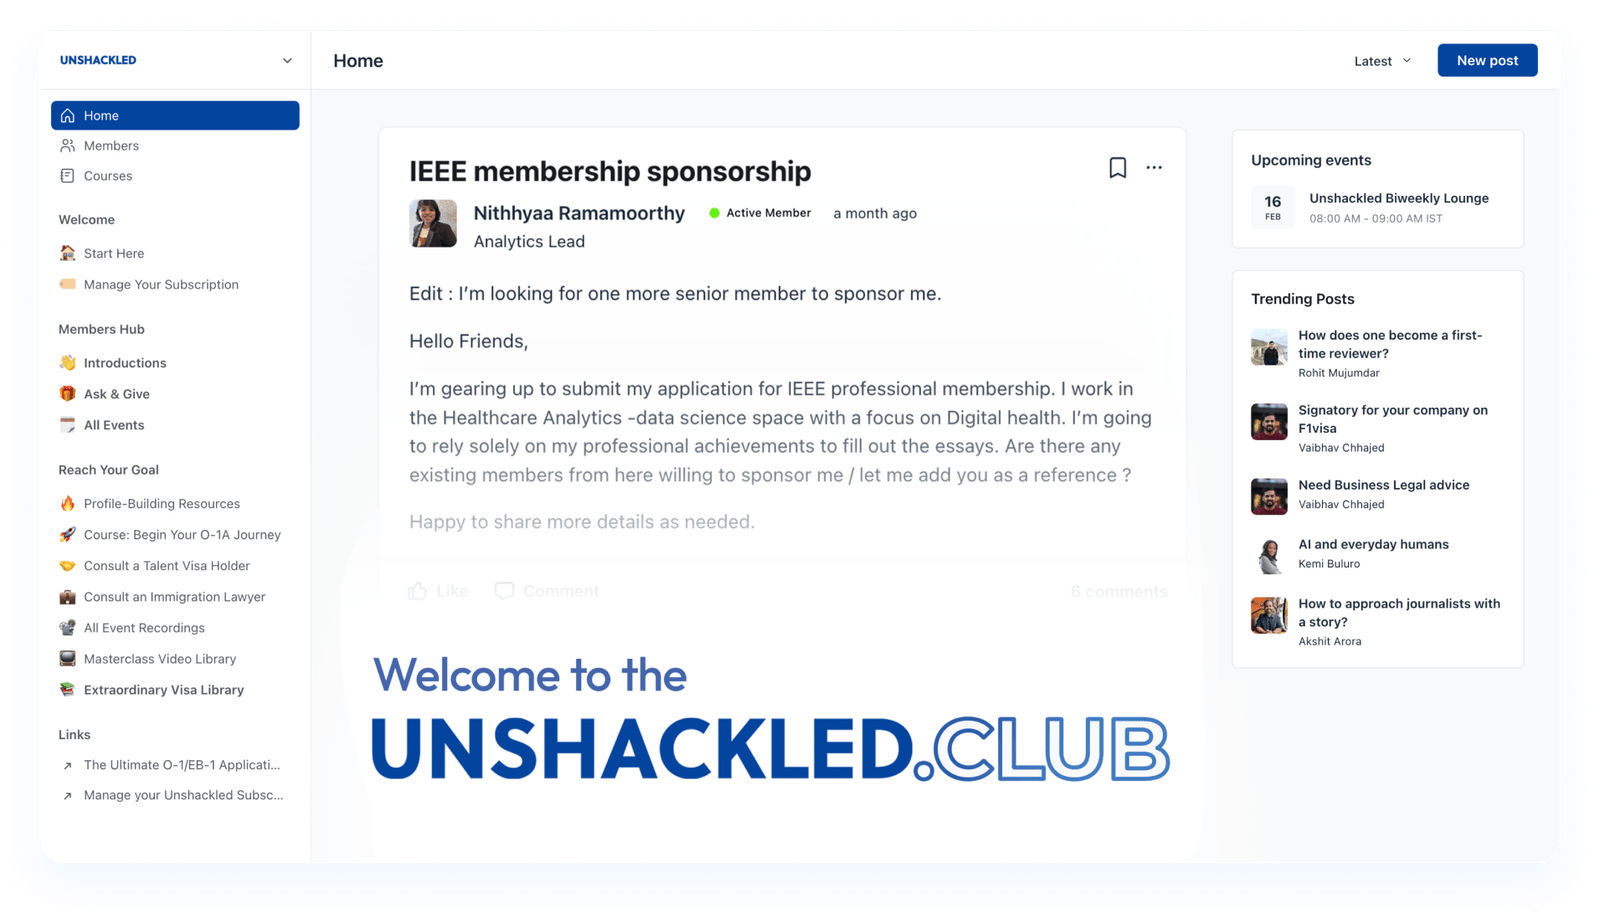 UNSHACKLED
Home
Latest
New post
Home
Members
Courses
Welcome
Start Here
Manage Your Subscription
Members Hub
Introductions
Ask & Give
All Events
Reach Your Goal
Profile-Building Resources
Course: Begin Your O-1A Journey
Consult a Talent Visa Holder
Consult an Immigration Lawyer
All Event Recordings
Masterclass Video Library
Extraordinary Visa Library
Links
The Ultimate O-1/EB-1 Applicati...
Manage your Unshackled Subsc...
IEEE membership sponsorship
Nithhyaa Ramamoorthy Active Member a month ago
Analytics Lead
Edit : I’m looking for one more senior member to sponsor me.
Hello Friends,
I’m gearing up to submit my application for IEEE professional membership. I work in
the Healthcare Analytics -data science space with a focus on Digital health. I’m going
to rely solely on my professional achievements to fill out the essays. Are there any
existing members from here willing to sponsor me / let me add you as a reference ?
Happy to share more details as needed.
Like Comment 6 comments
Welcome to the
UNSHACKLED.CLUB
Upcoming events
16
FEB
Unshackled Biweekly Lounge
08:00 AM - 09:00 AM IST
Trending Posts
How does one become a first-
time reviewer?
Rohit Mujumdar
Signatory for your company on
F1visa
Vaibhav Chhajed
Need Business Legal advice
Vaibhav Chhajed
AI and everyday humans
Kemi Buluro
How to approach journalists with
a story?
Akshit Arora